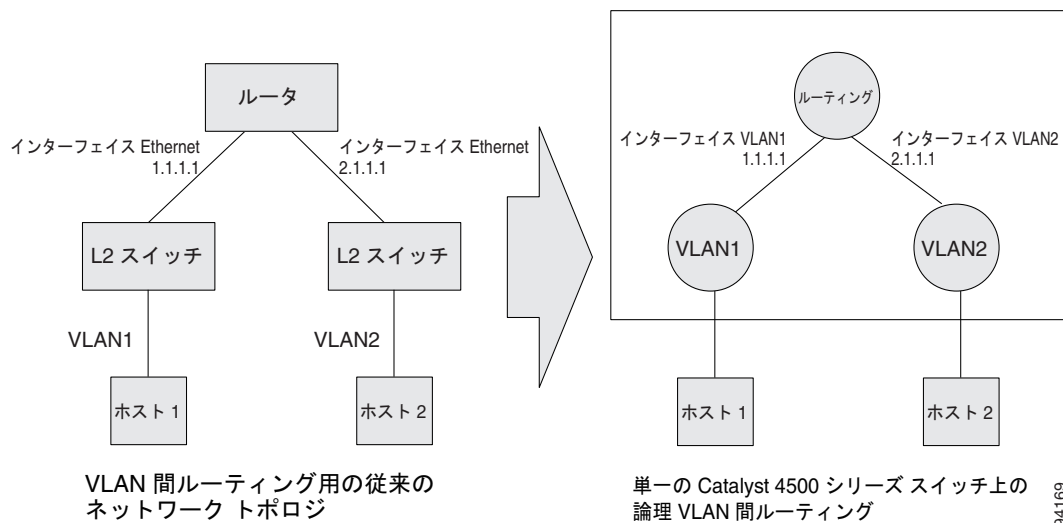 ルータ
インターフェイス Ethernet
1.1.1.1
インターフェイス Ethernet
2.1.1.1
L2 スイッチ
L2 スイッチ
VLAN1
VLAN2
ホスト 1
ホスト 2
VLAN 間ルーティング用の従来の
ネットワーク トポロジ
ルーティング
インターフェイス VLAN1
1.1.1.1
インターフェイス VLAN2
2.1.1.1
VLAN1
VLAN2
ホスト 1
ホスト 2
単一の Catalyst 4500 シリーズ スイッチ上の
論理 VLAN 間ルーティング